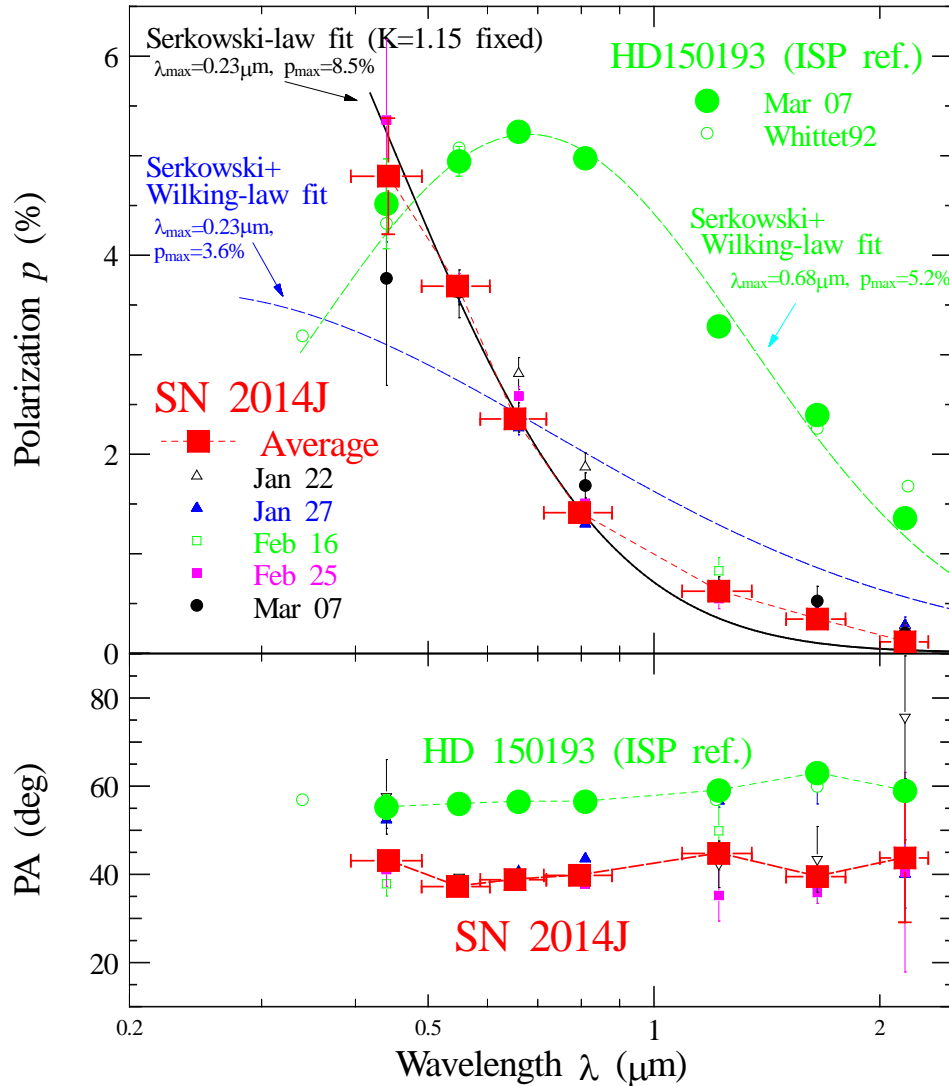 Serkowski-law fit (K=1.15 fixed)
λmax=0.23μm, pmax=8.5%
HD150193 (ISP ref.)
Mar 07
Whittet92
Serkowski+
Wilking-law fit
λmax=0.23μm,
pmax=3.6%
Serkowski+
Wilking-law fit
λmax=0.68μm, pmax=5.2%
SN 2014J
Average
Jan 22
Jan 27
Feb 16
Feb 25
Mar 07
Polarization p (%)
6
4
2
0
HD 150193 (ISP ref.)
SN 2014J
PA (deg)
80
60
40
20
0.2
0.5
1
2
Wavelength λ (μm)